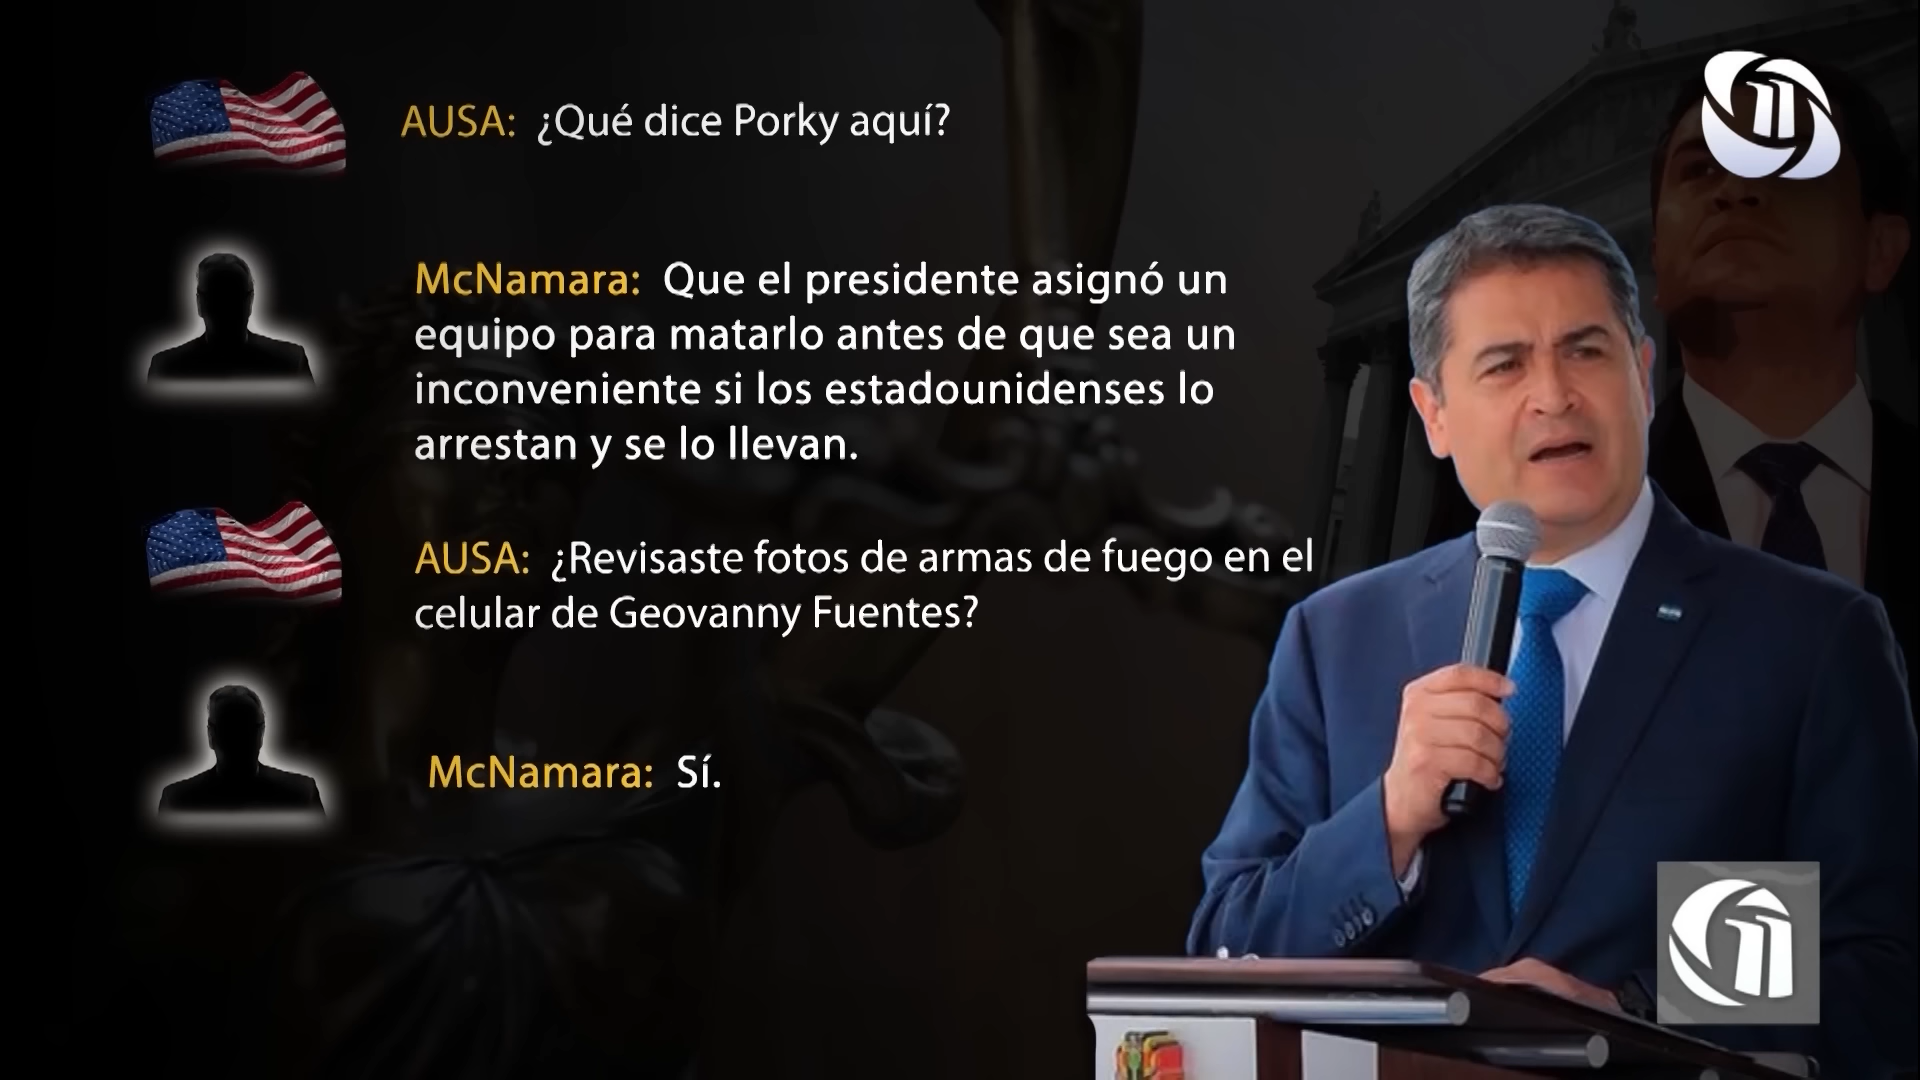 AUSA: ¿Qué dice Porky aquí?
McNamara: Que el presidente asignó un
equipo para matarlo antes de que sea un
inconveniente si los estadounidenses lo
arrestan y se lo llevan.
AUSA: ¿Revisaste fotos de armas de fuego en el
celular de Geovanny Fuentes?
McNamara: Sí.